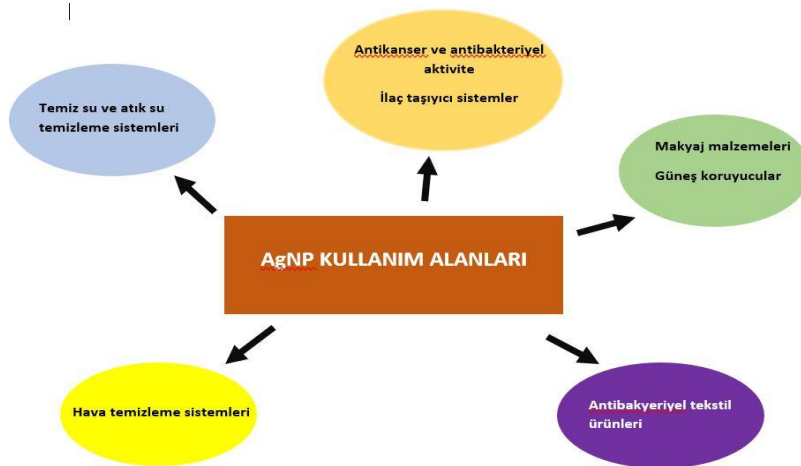 Antikanser ve antibakteriyel
aktivite
İlaç taşıyıcı sistemler
Temiz su ve atık su
temizleme sistemleri
Makyaj malzemeleri
Güneş koruyucular
AgNP KULLANIM ALANLARI
Hava temizleme sistemleri
Antibakyeriyel tekstil
ürünleri